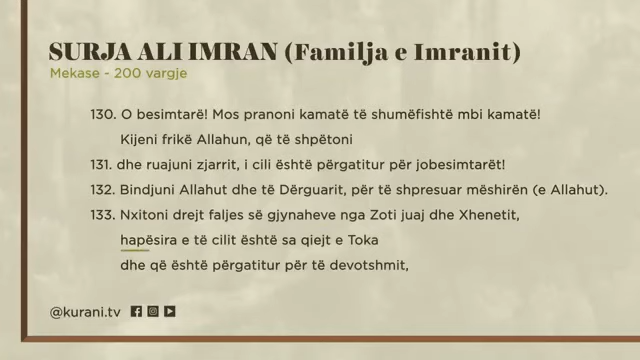 SURJA ALI IMRAN (Familja e Imranit)
Mekase - 200 vargje
130. O besimtarë! Mos pranoni kamatë të shumëfishtë mbi kamatë!
Kijeni frikë Allahun, që të shpëtoni
131. dhe ruajuni zjarrit, i cili është përgatitur për jobesimtarët!
132. Bindjuni Allahut dhe të Dërguarit, për të shpresuar mëshirën (e Allahut).
133. Nxitoni drejt faljes së gjynaheve nga Zoti juaj dhe Xhenetit,
hapësira e të cilit është sa qiejt e Toka
dhe që është përgatitur për të devotshmit,
@kurani.tv